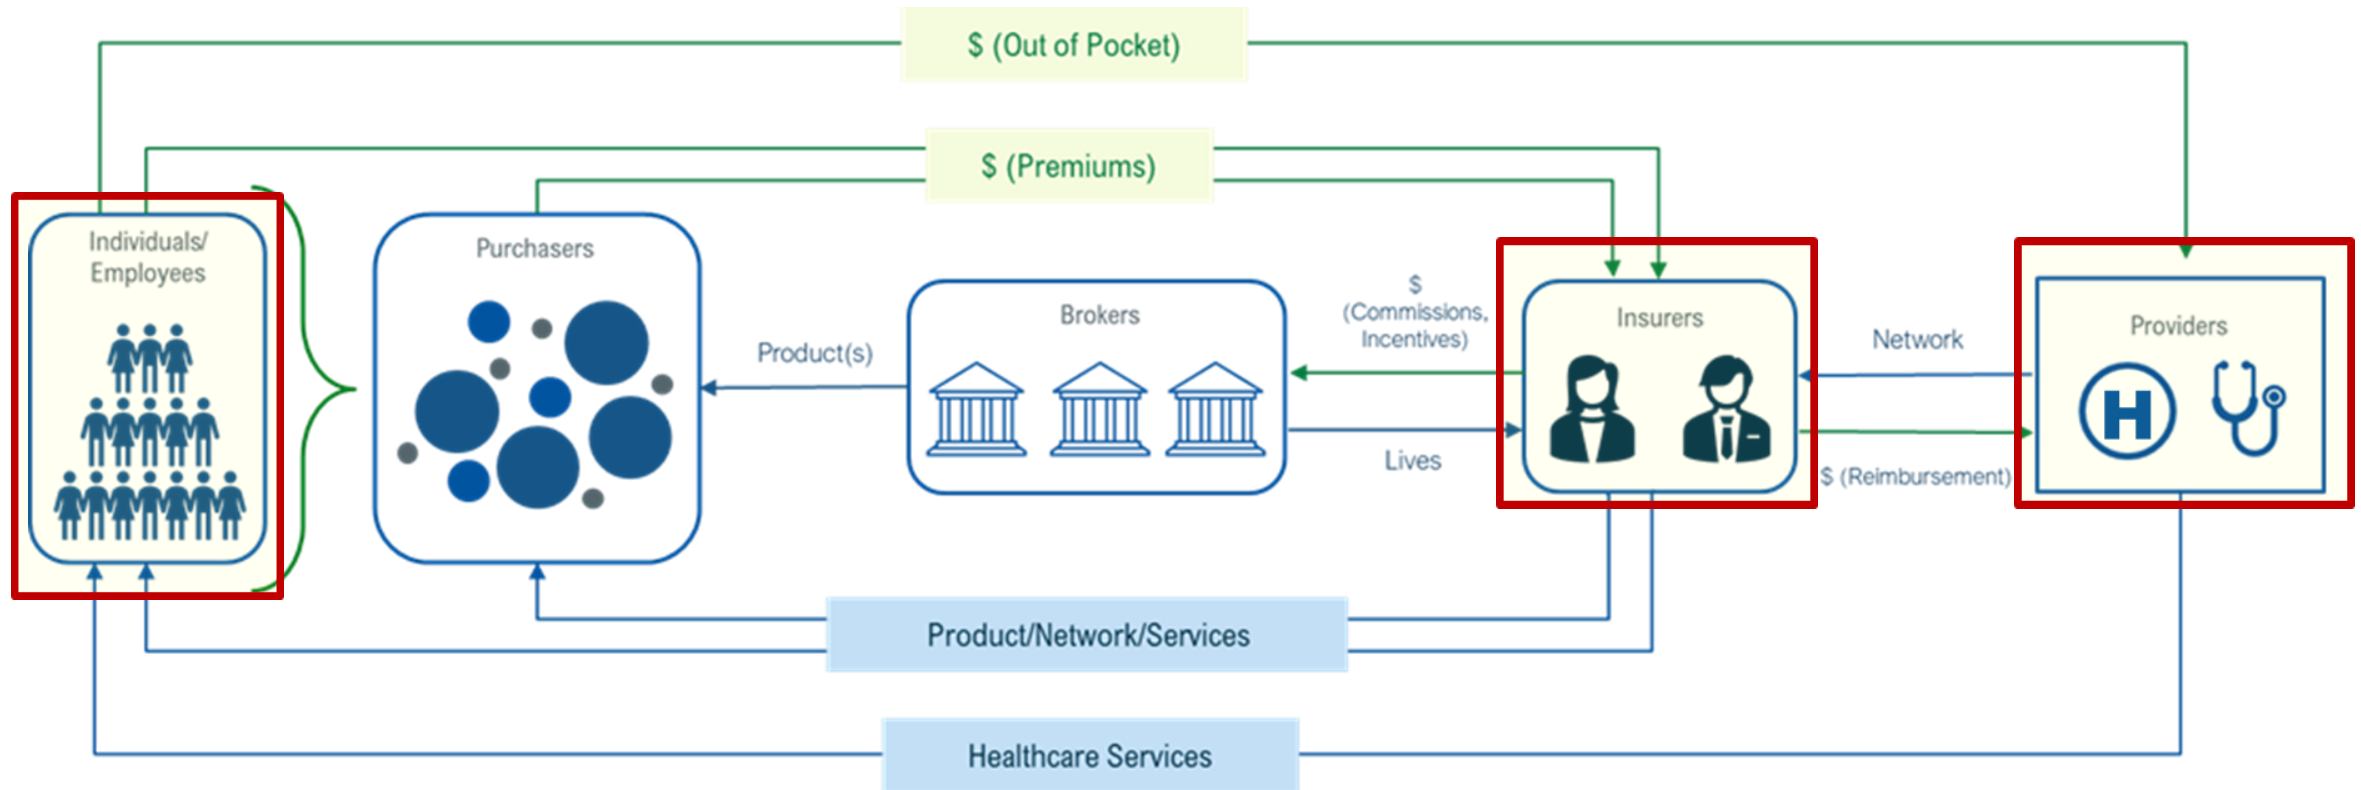 $ (Out of Pocket)
$ (Premiums)
Individuals/
Employees
Purchasers
Product(s)
Brokers
$
(Commissions,
Incentives)
Lives
Insurers
Network
$ (Reimbursement)
Providers
H
Product/Network/Services
Healthcare Services